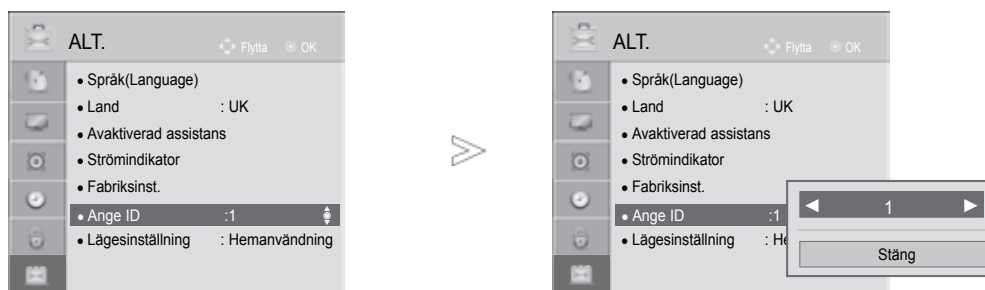 ALT. Flytta OK
• Språk(Language)
• Land : UK
• Avaktiverad assistans
• Strömindikator
• Fabriksinst.
• Ange ID :1
• Lägesinställning : Hemanvändning
ALT. Flytta OK
• Språk(Language)
• Land : UK
• Avaktiverad assistans
• Strömindikator
• Fabriksinst.
• Ange ID :1
• Lägesinställning : He
◄ 1 ►
Stäng